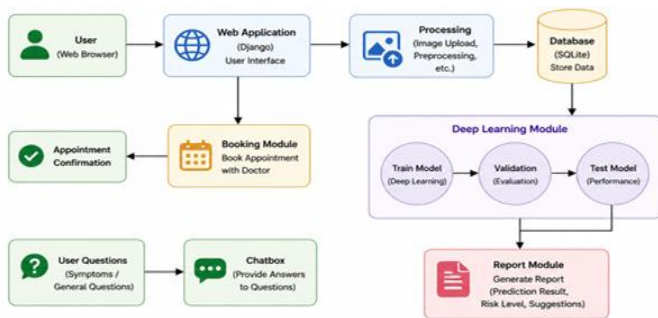 User
(Web Browser)
Web Application
(Django)
User Interface
Processing
(Image Upload,
Preprocessing,
etc.)
Database
(SQLite)
Store Data
Appointment
Confirmation
Booking Module
Book Appointment
with Doctor
Deep Learning Module
Train Model
(Deep Learning)
Validation
(Evaluation)
Test Model
(Performance)
User Questions
(Symptoms /
General Questions)
Chatbox
(Provide Answers
to Questions)
Report Module
Generate Report
(Prediction Result,
Risk Level, Suggestions)